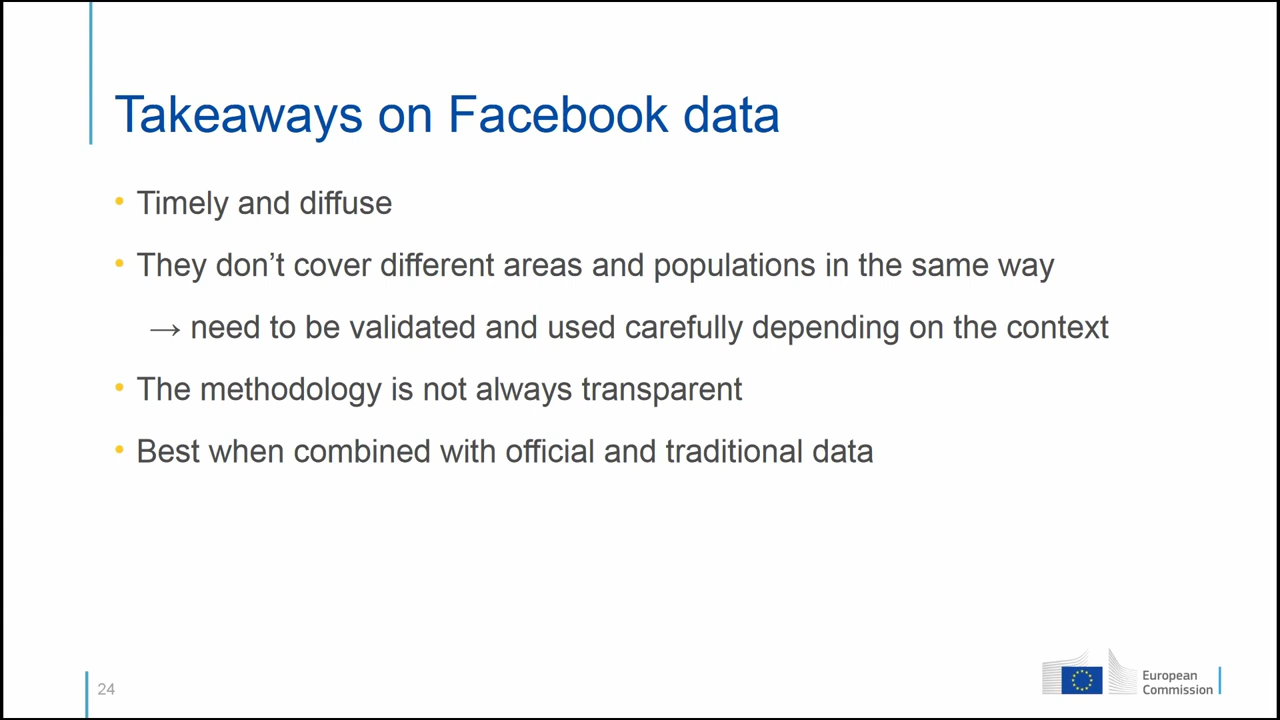 Takeaways on Facebook data
• Timely and diffuse
• They don’t cover different areas and populations in the same way
→ need to be validated and used carefully depending on the context
• The methodology is not always transparent
• Best when combined with official and traditional data
24
European
Commission